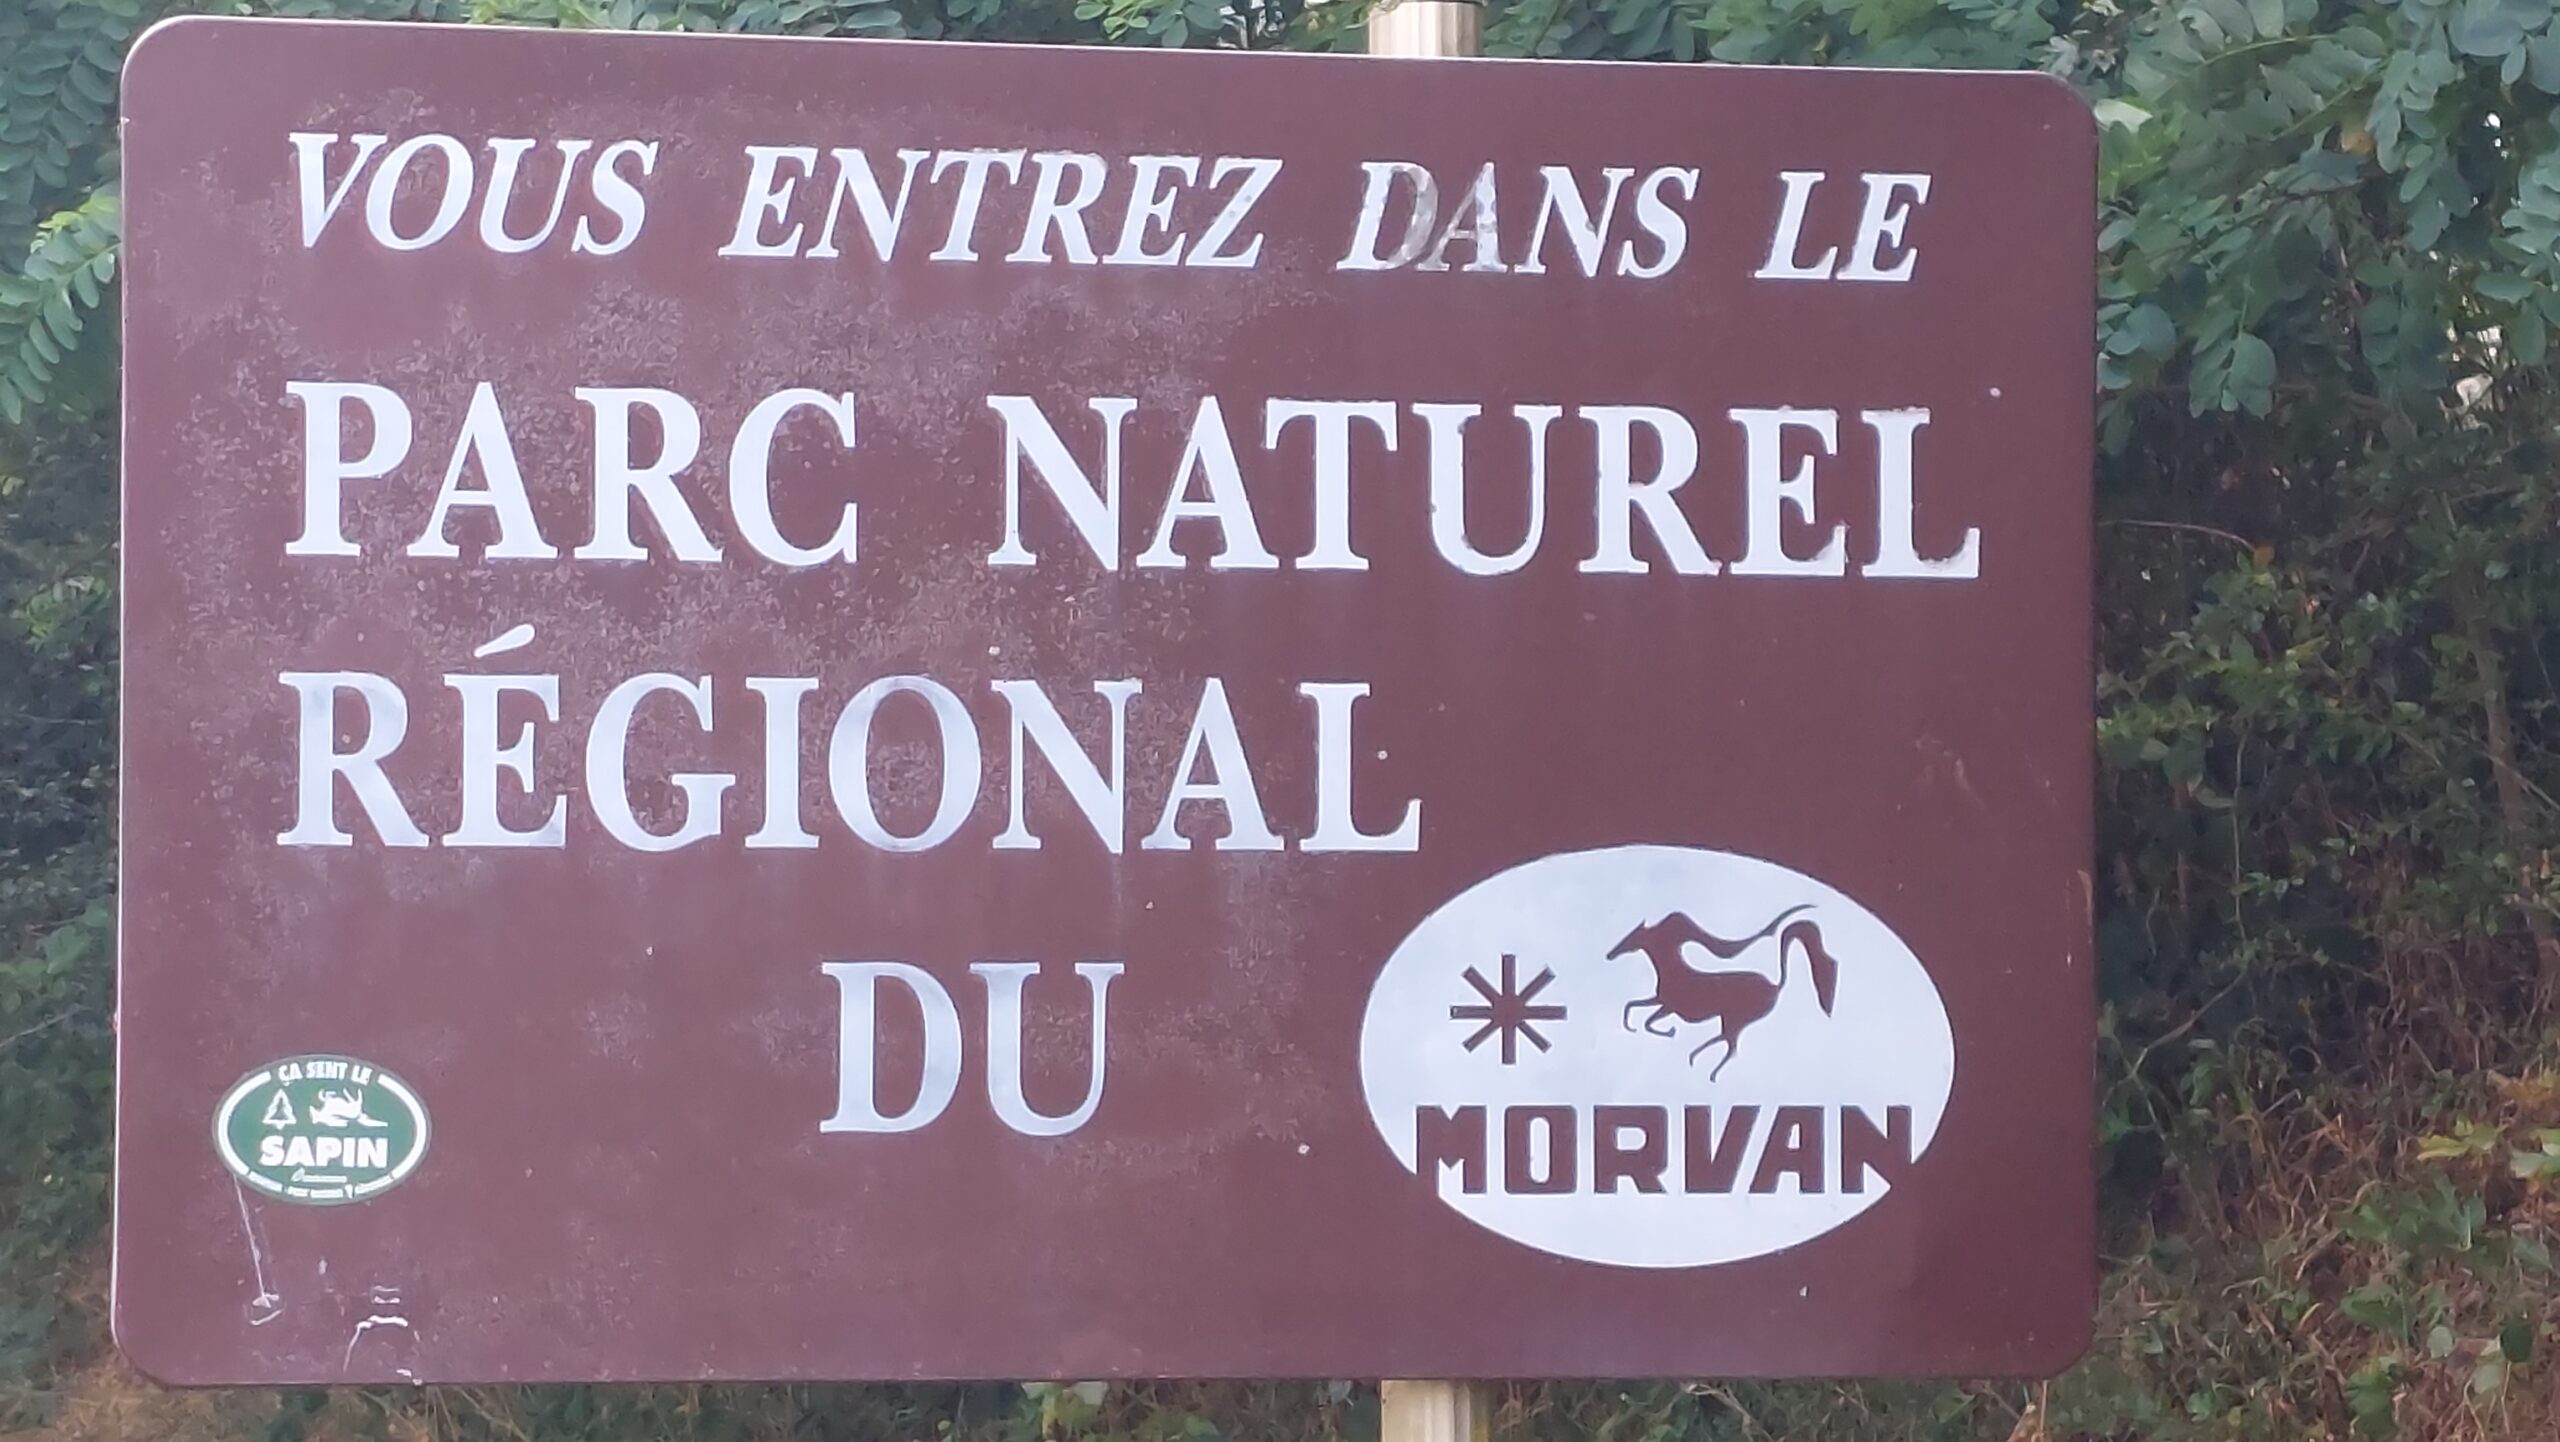 VOUS ENTREZ DANS LE
PARC NATUREL
RÉGIONAL
DU
MORVAN
ÇA SENT LE
SAPIN